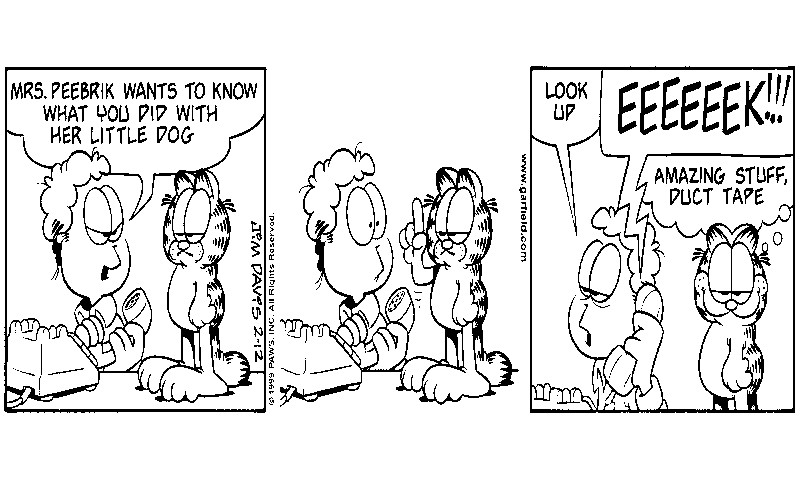 MRS. PEEBRIK WANTS TO KNOW
WHAT YOU DID WITH
HER LITTLE DOG
JIM DAVIS 2-12
© 1999 PAWS, INC. All Rights Reserved.
www.garfield.com
LOOK
UP
EEEEEEK!!!
AMAZING STUFF,
DUCT TAPE